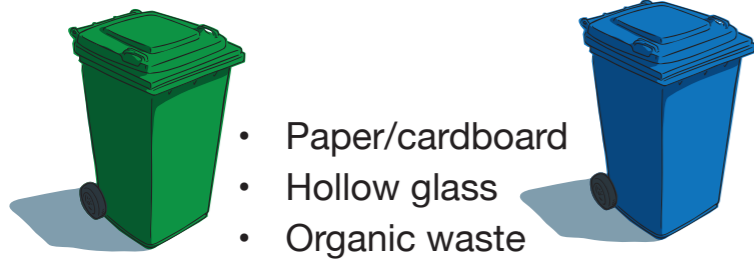 • Paper/cardboard
• Hollow glass
• Organic waste